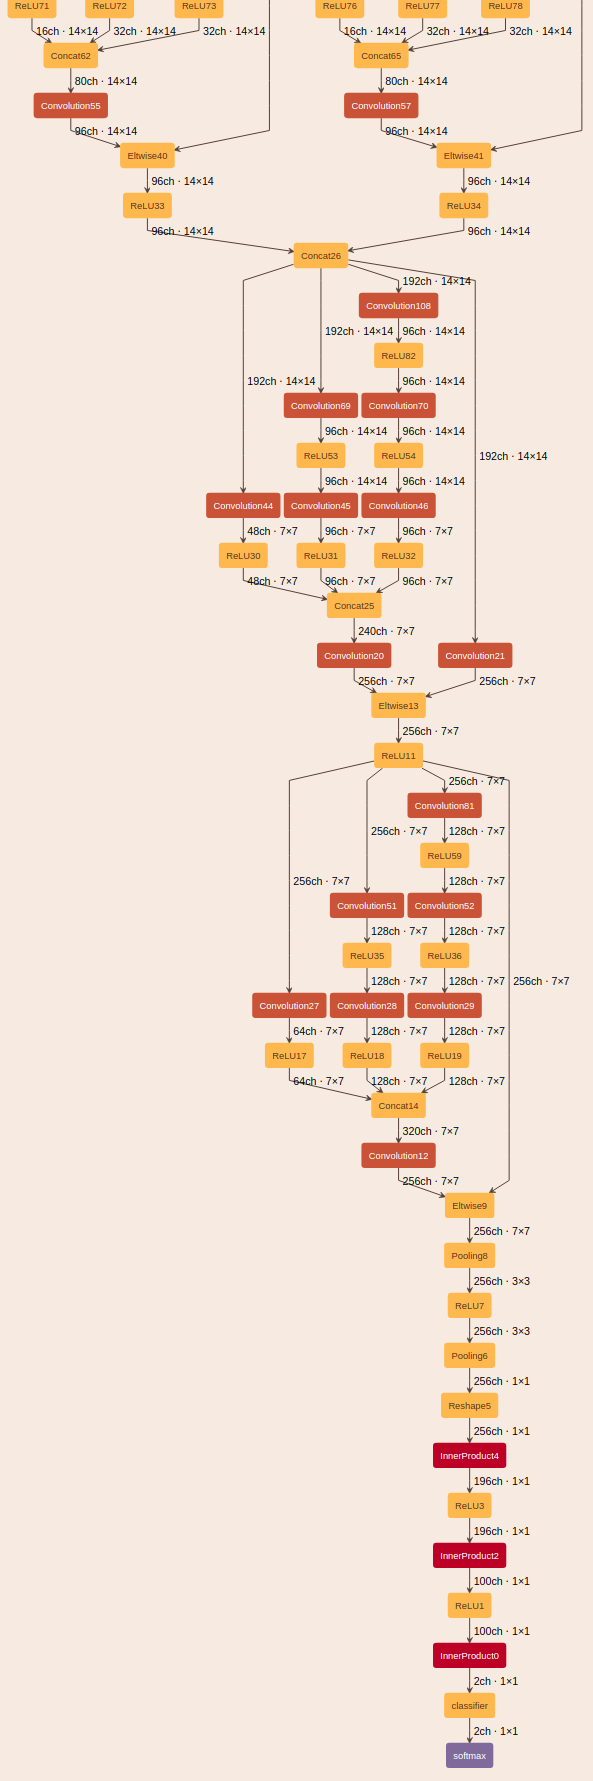 ReLU71 ReLU72 ReLU73 ReLU76 ReLU77 ReLU78
16ch · 14×14 32ch · 14×14 32ch · 14×14 16ch · 14×14 32ch · 14×14 32ch · 14×14
Concat62 Concat65
80ch · 14×14 80ch · 14×14
Convolution55 Convolution57
96ch · 14×14 96ch · 14×14
Eltwise40 Eltwise41
96ch · 14×14 96ch · 14×14
ReLU33 ReLU34
96ch · 14×14 96ch · 14×14
Concat26
192ch · 14×14
Convolution108
192ch · 14×14 96ch · 14×14
ReLU82
192ch · 14×14 96ch · 14×14
Convolution69 Convolution70
96ch · 14×14 96ch · 14×14
ReLU53 ReLU54 192ch · 14×14
96ch · 14×14 96ch · 14×14
Convolution44 Convolution45 Convolution46
48ch · 7×7 96ch · 7×7 96ch · 7×7
ReLU30 ReLU31 ReLU32
48ch · 7×7 96ch · 7×7 96ch · 7×7
Concat25
240ch · 7×7
Convolution20 Convolution21
256ch · 7×7 256ch · 7×7
Eltwise13
256ch · 7×7
ReLU11
256ch · 7×7
Convolution81
256ch · 7×7 128ch · 7×7
ReLU59
256ch · 7×7 128ch · 7×7
Convolution51 Convolution52
128ch · 7×7 128ch · 7×7
ReLU35 ReLU36
128ch · 7×7 128ch · 7×7 256ch · 7×7
Convolution27 Convolution28 Convolution29
64ch · 7×7 128ch · 7×7 128ch · 7×7
ReLU17 ReLU18 ReLU19
64ch · 7×7 128ch · 7×7 128ch · 7×7
Concat14
320ch · 7×7
Convolution12
256ch · 7×7
Eltwise9
256ch · 7×7
Pooling8
256ch · 3×3
ReLU7
256ch · 3×3
Pooling6
256ch · 1×1
Reshape5
256ch · 1×1
InnerProduct4
196ch · 1×1
ReLU3
196ch · 1×1
InnerProduct2
100ch · 1×1
ReLU1
100ch · 1×1
InnerProduct0
2ch · 1×1
classifier
2ch · 1×1
softmax